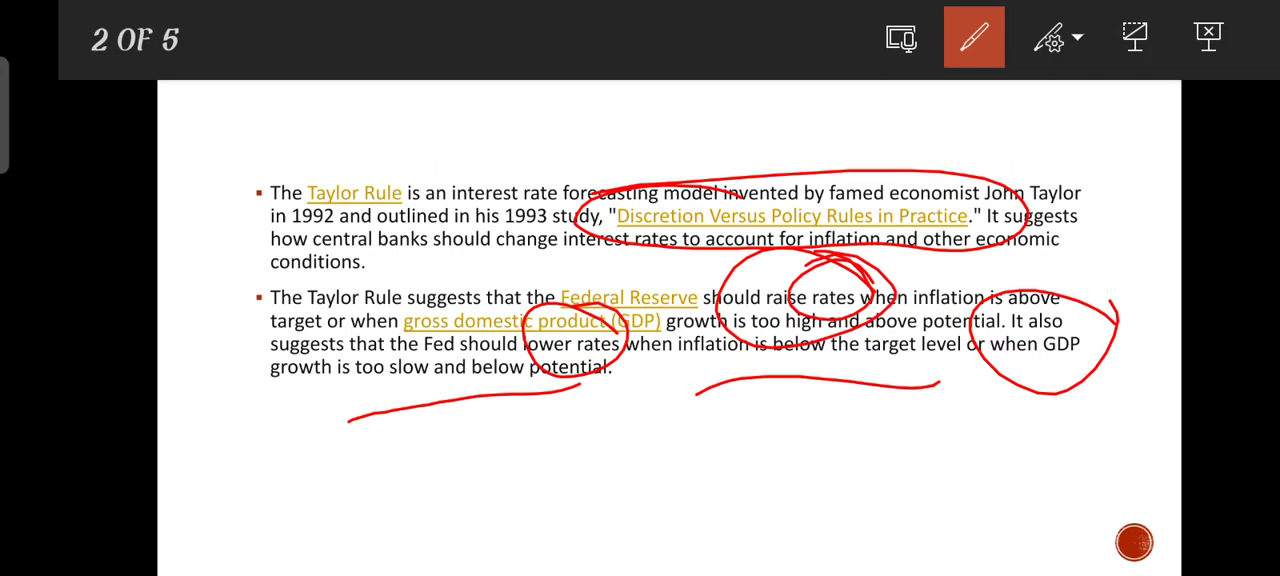 2 OF 5
▪ The Taylor Rule is an interest rate forecasting model invented by famed economist John Taylor
in 1992 and outlined in his 1993 study, "Discretion Versus Policy Rules in Practice." It suggests
how central banks should change interest rates to account for inflation and other economic
conditions.
▪ The Taylor Rule suggests that the Federal Reserve should raise rates when inflation is above
target or when gross domestic product (GDP) growth is too high and above potential. It also
suggests that the Fed should lower rates when inflation is below the target level or when GDP
growth is too slow and below potential.